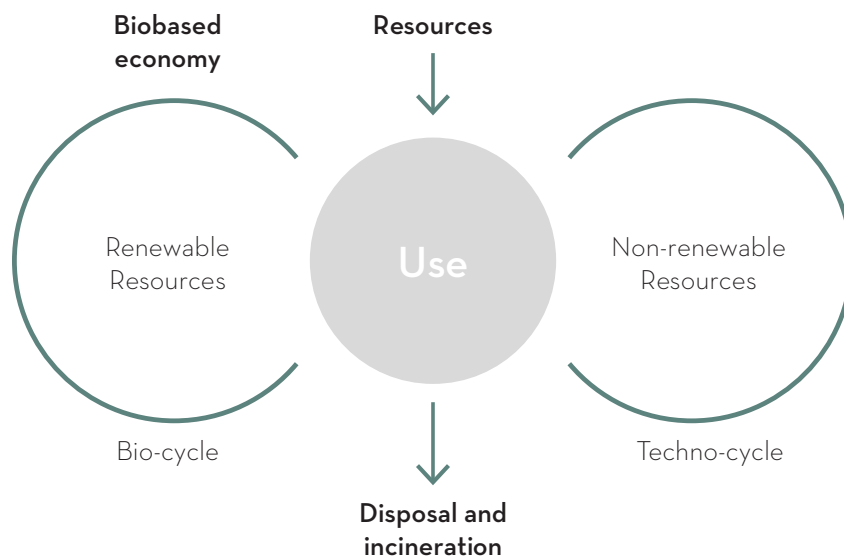 Biobased
economy
Resources
Renewable
Resources
Use
Non-renewable
Resources
Bio-cycle
Techno-cycle
Disposal and
incineration